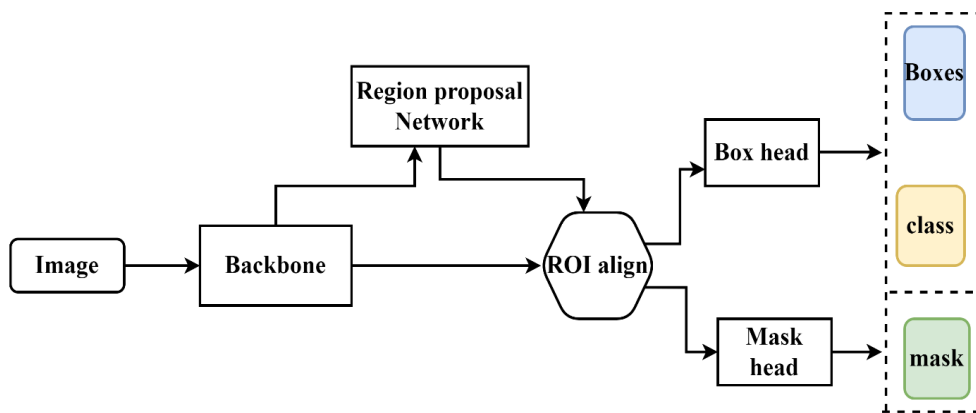 Image
Backbone
Region proposal
Network
ROI align
Box head
Mask
head
Boxes
class
mask